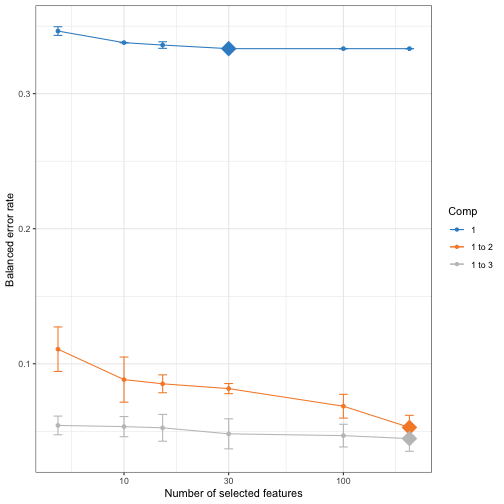 Balanced error rate
0.3
0.2
0.1
10
30
100
Number of selected features
Comp
1
1 to 2
1 to 3